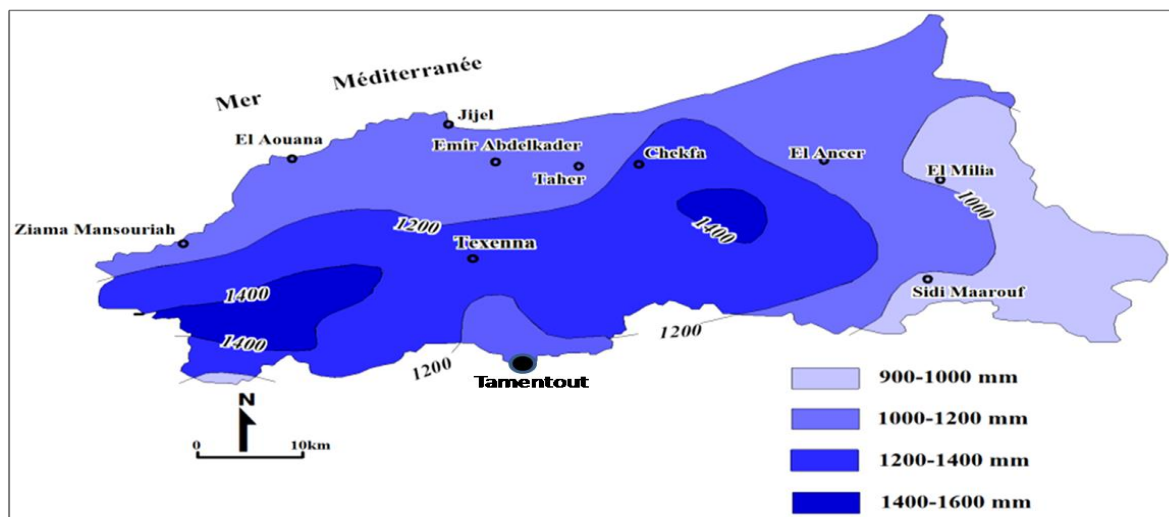 Mer Méditerranée
Jijel
El Aouana
Emir Abdelkader
Taher
Chekfa
El Ancer
El Milia
1000
Ziama Mansouriah
1200
Texenna
1400
1400
Sidi Maarouf
1400
1200
1200
Tamentout
N
0 10km
900-1000 mm
1000-1200 mm
1200-1400 mm
1400-1600 mm